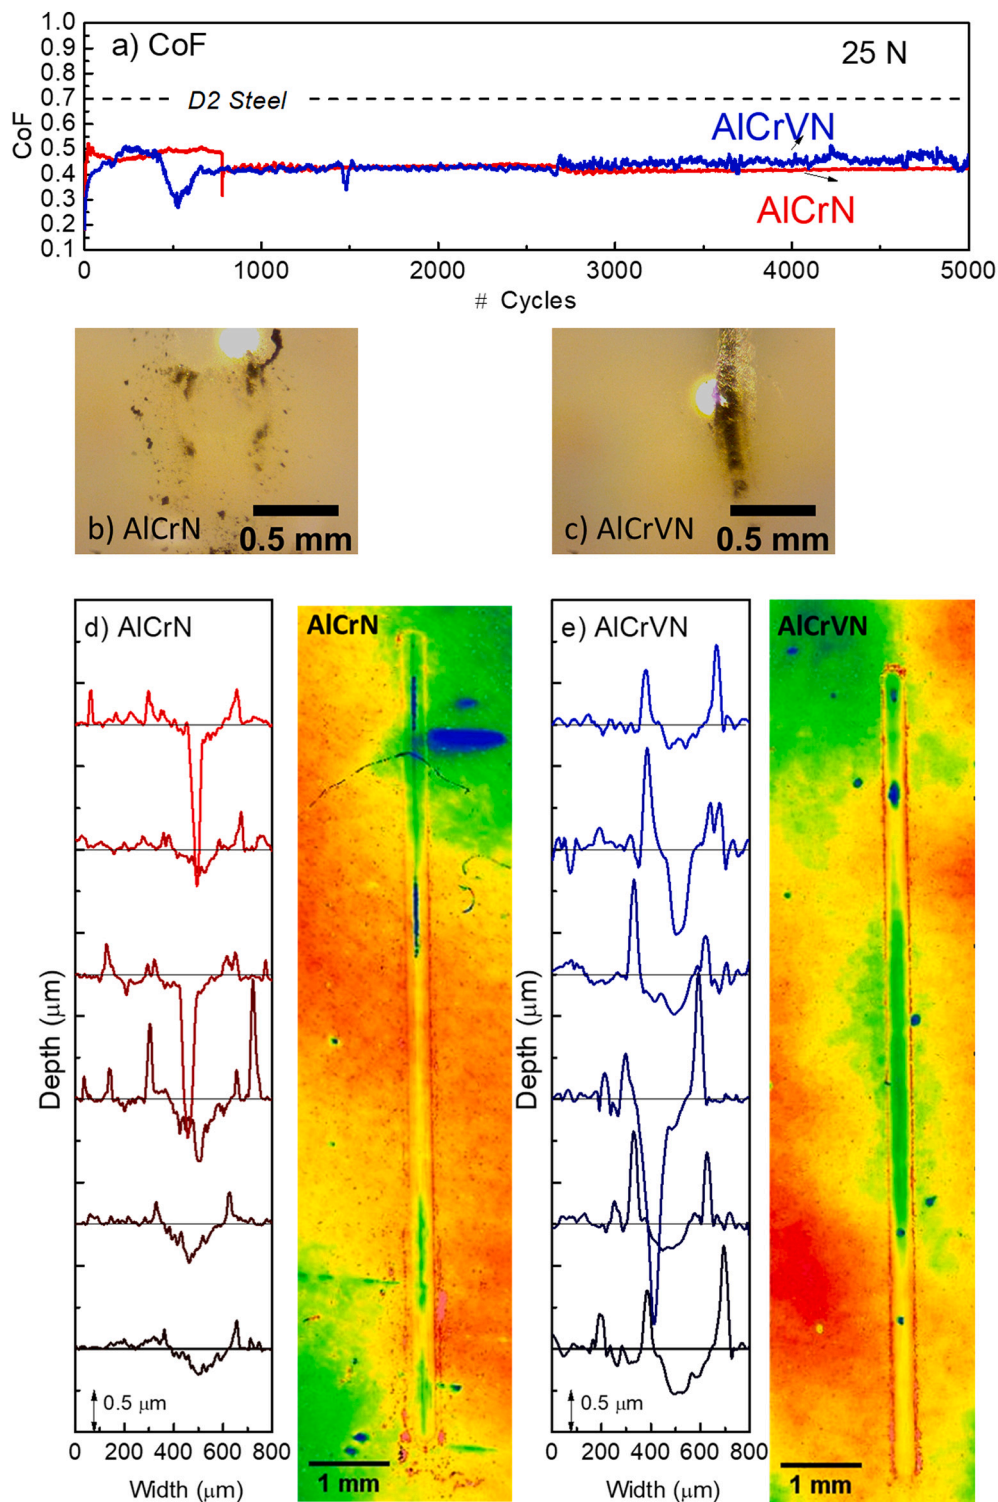 a) CoF
25 N
1.0
0.9
0.8
0.7
0.6
0.5
0.4
0.3
0.2
0.1
CoF
D2 Steel
AlCrVN
AlCrN
0 1000 2000 3000 4000 5000
# Cycles
b) AlCrN
0.5 mm
c) AlCrVN
0.5 mm
d) AlCrN
Depth (μm)
0.5 μm
0 200 400 600 800
Width (μm)
AlCrN
1 mm
e) AlCrVN
Depth (μm)
0.5 μm
0 200 400 600 800
Width (μm)
AlCrVN
1 mm